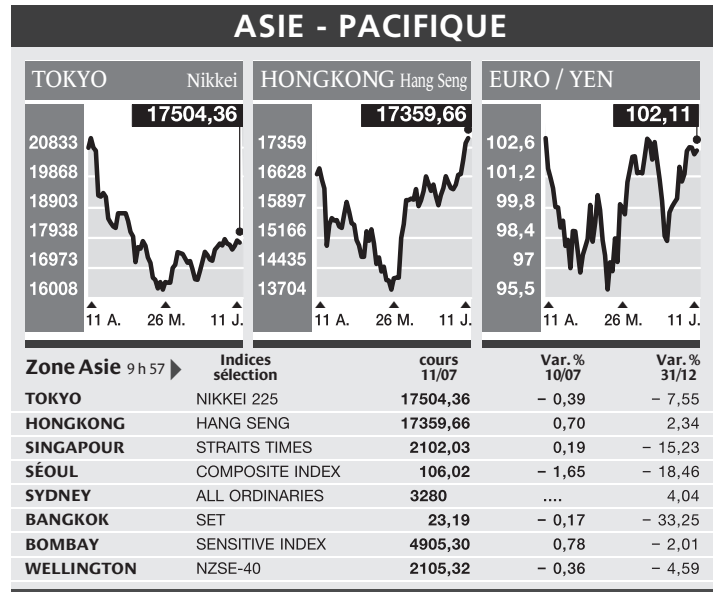 ASIE - PACIFIQUE
TOKYO Nikkei
17504,36
20833
19868
18903
17938
16973
16008
11 A. 26 M. 11 J.
HONGKONG Hang Seng
17359,66
17359
16628
15897
15166
14435
13704
11 A. 26 M. 11 J.
EURO / YEN
102,11
102,6
101,2
99,8
98,4
97
95,5
11 A. 26 M. 11 J.
Zone Asie 9 h 57 Indices sélection cours 11/07 Var. % 10/07 Var. % 31/12
TOKYO NIKKEI 225 17504,36 – 0,39 – 7,55
HONGKONG HANG SENG 17359,66 0,70 2,34
SINGAPOUR STRAITS TIMES 2102,03 0,19 – 15,23
SÉOUL COMPOSITE INDEX 106,02 – 1,65 – 18,46
SYDNEY ALL ORDINARIES 3280 .... 4,04
BANGKOK SET 23,19 – 0,17 – 33,25
BOMBAY SENSITIVE INDEX 4905,30 0,78 – 2,01
WELLINGTON NZSE-40 2105,32 – 0,36 – 4,59